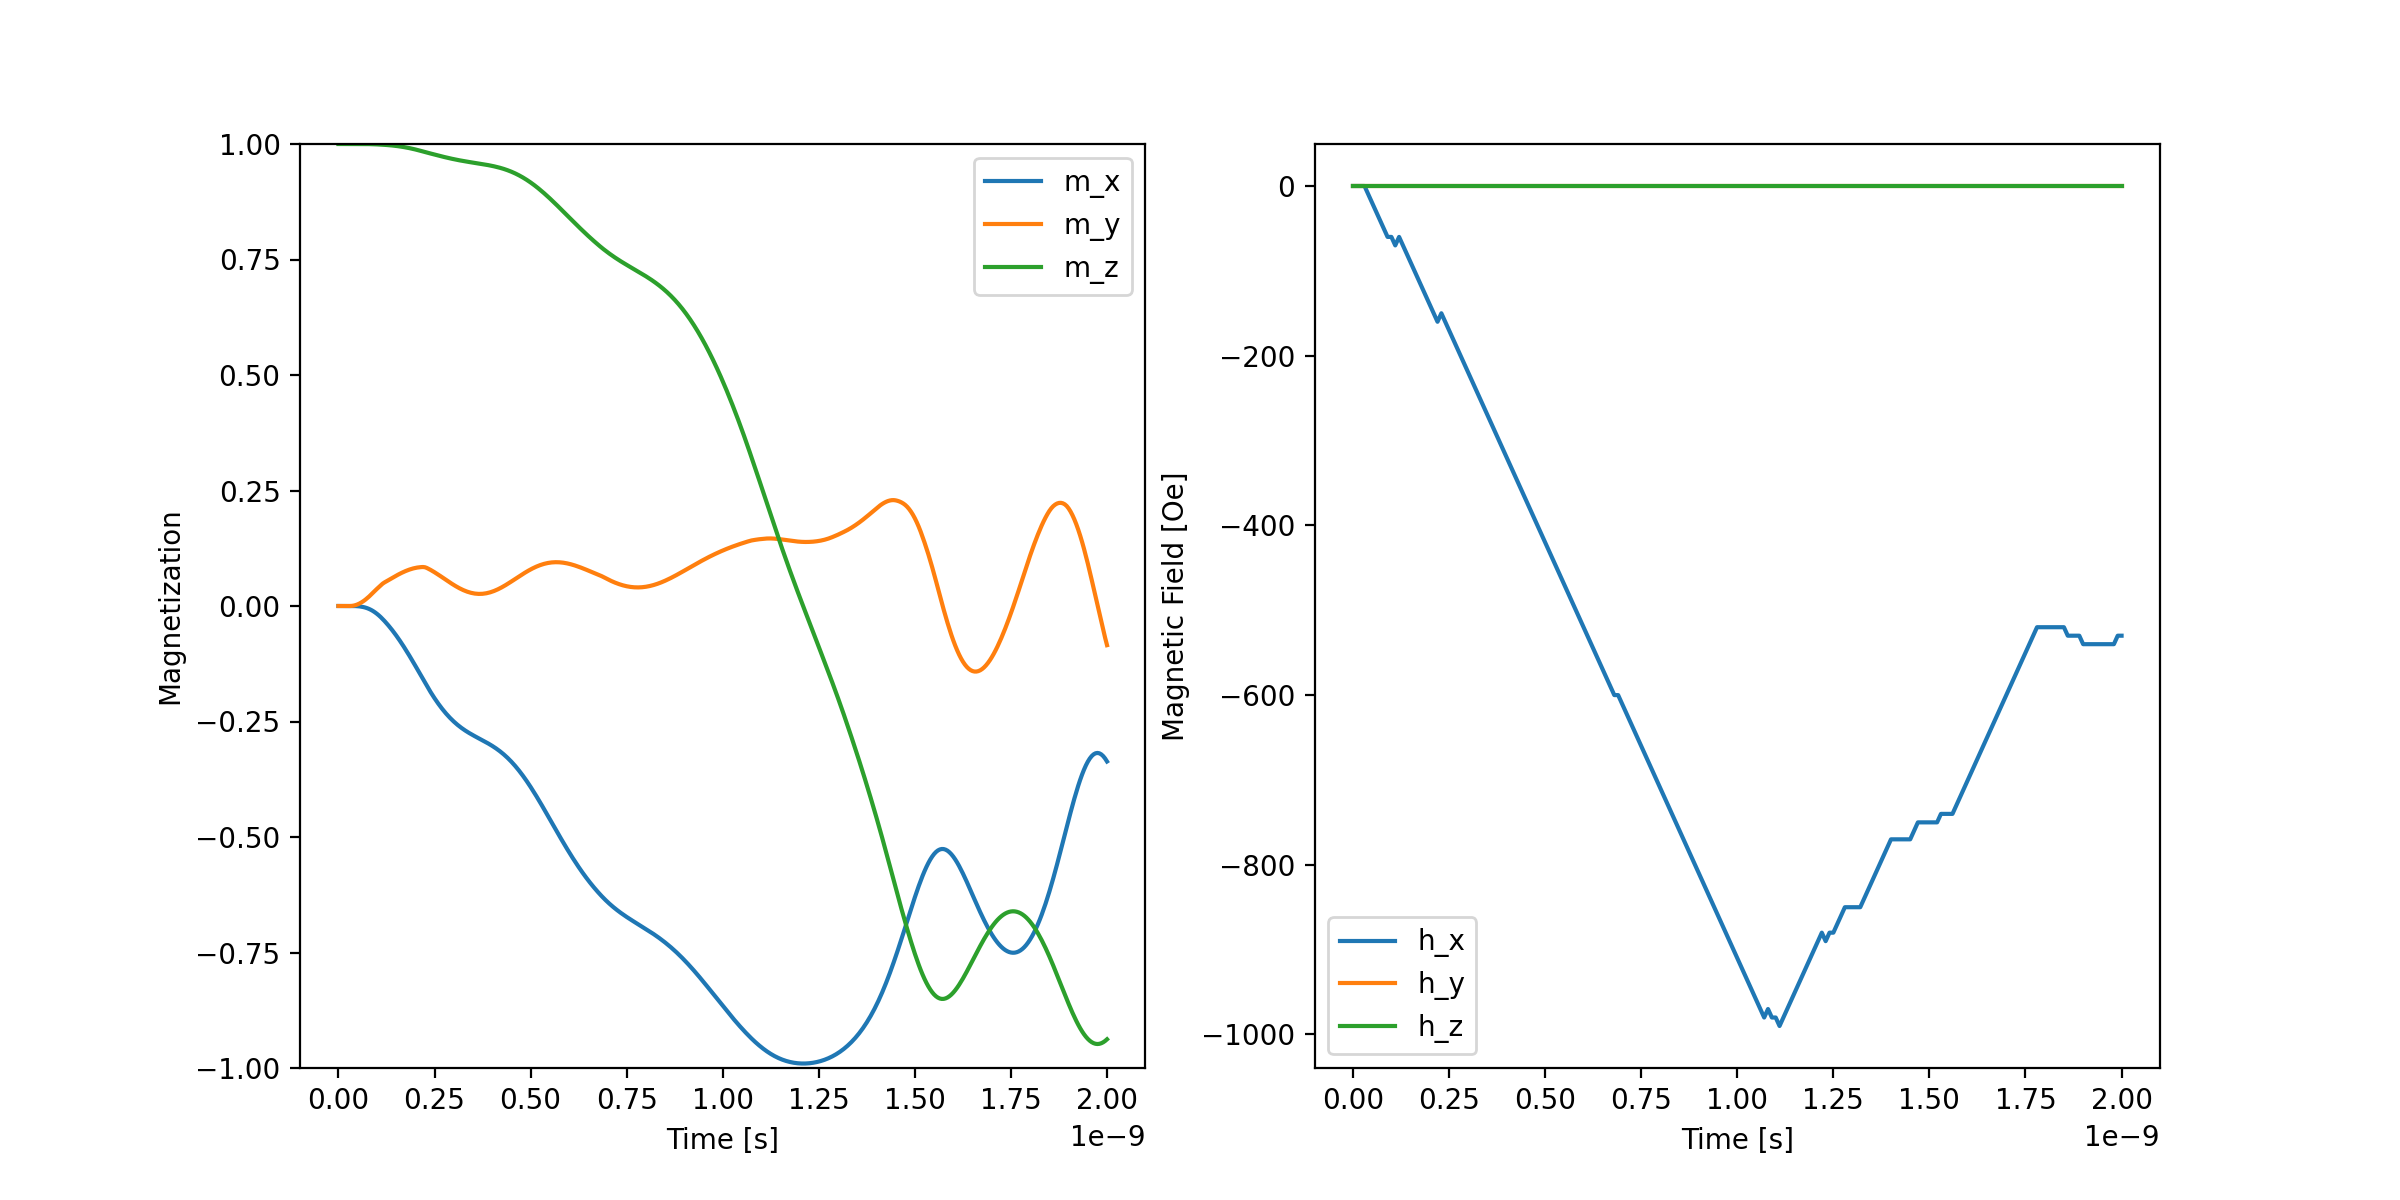 Magnetization
1.00
0.75
0.50
0.25
0.00
−0.25
−0.50
−0.75
−1.00
m_x
m_y
m_z
0.00 0.25 0.50 0.75 1.00 1.25 1.50 1.75 2.00
Time [s]
1e−9
Magnetic Field [Oe]
0
−200
−400
−600
−800
−1000
h_x
h_y
h_z
0.00 0.25 0.50 0.75 1.00 1.25 1.50 1.75 2.00
Time [s]
1e−9